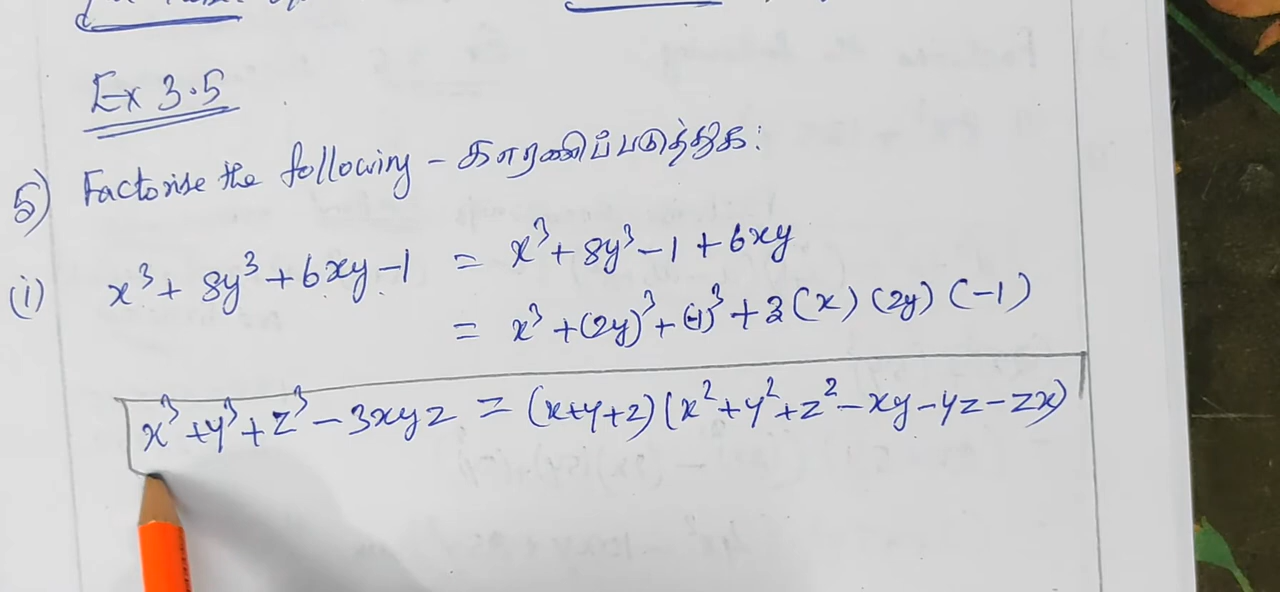 Ex 3.5
5) Factorise the following - காரணிப்படுத்துக:
(i) x³ + 8y³ + 6xy - 1 = x³ + 8y³ - 1 + 6xy
= x³ + (2y)³ + (-1)³ + 3 (x) (2y) (-1)
x³ + y³ + z³ - 3xyz = (x+y+z) (x² + y² + z² - xy - yz - zx)